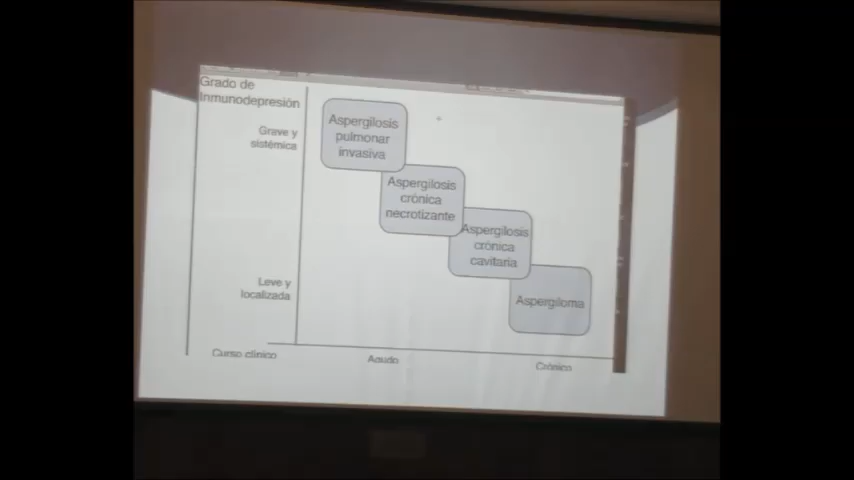 Grado de
Inmunodepresión
Grave y
sistémica
Aspergilosis
pulmonar
invasiva
Aspergilosis
crónica
necrotizante
Aspergilosis
crónica
cavitaria
Leve y
localizada
Aspergiloma
Curso clínico
Agudo
Crónico